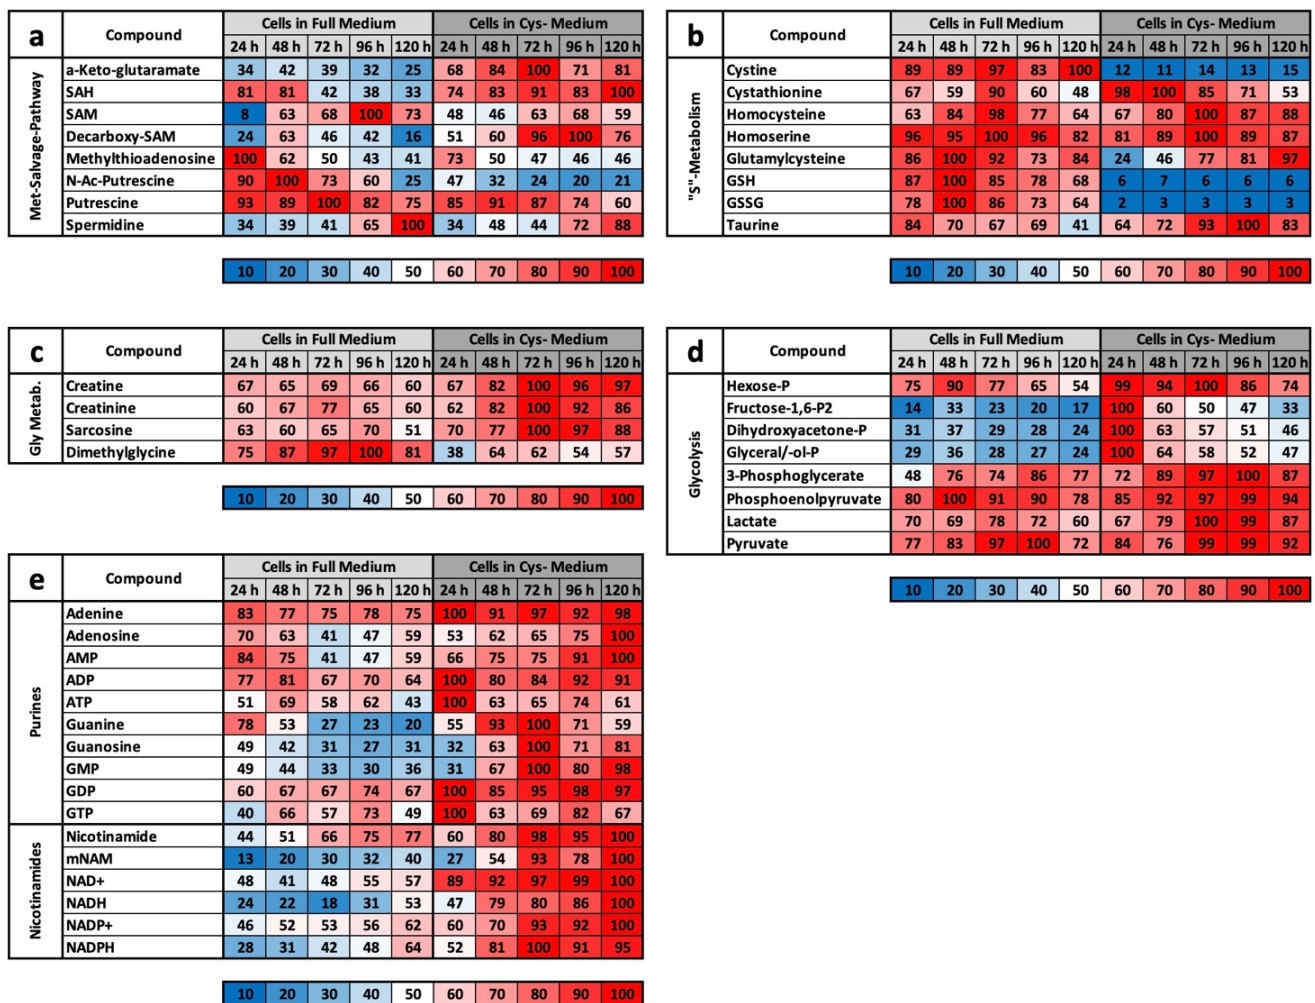 a Compound Cells in Full Medium Cells in Cys- Medium
24 h 48 h 72 h 96 h 120 h 24 h 48 h 72 h 96 h 120 h
Met-Salvage-Pathway
a-Keto-glutaramate 34 42 39 32 25 68 84 100 71 81
SAH 81 81 42 38 33 74 83 91 83 100
SAM 8 63 68 100 73 48 46 63 68 59
Decarboxy-SAM 24 63 46 42 16 51 60 96 100 76
Methylthioadenosine 100 62 50 43 41 73 50 47 46 46
N-Ac-Putrescine 90 100 73 60 25 47 32 24 20 21
Putrescine 93 89 100 82 75 85 91 87 74 60
Spermidine 34 39 41 65 100 34 48 44 72 88
10 20 30 40 50 60 70 80 90 100
b Compound Cells in Full Medium Cells in Cys- Medium
24 h 48 h 72 h 96 h 120 h 24 h 48 h 72 h 96 h 120 h
"S"-Metabolism
Cystine 89 89 97 83 100 12 11 14 13 15
Cystathionine 67 59 90 60 48 98 100 85 71 53
Homocysteine 63 84 98 77 64 67 80 100 87 88
Homoserine 96 95 100 96 82 81 89 100 89 87
Glutamylcysteine 86 100 92 73 84 24 46 77 81 97
GSH 87 100 85 78 68 6 7 6 6 6
GSSG 78 100 86 73 64 2 3 3 3 3
Taurine 84 70 67 69 41 64 72 93 100 83
10 20 30 40 50 60 70 80 90 100
c Compound Cells in Full Medium Cells in Cys- Medium
24 h 48 h 72 h 96 h 120 h 24 h 48 h 72 h 96 h 120 h
Gly Metab.
Creatine 67 65 69 66 60 67 82 100 96 97
Creatinine 60 67 77 65 60 62 82 100 92 86
Sarcosine 63 60 65 70 51 70 77 100 97 88
Dimethylglycine 75 87 97 100 81 38 64 62 54 57
10 20 30 40 50 60 70 80 90 100
d Compound Cells in Full Medium Cells in Cys- Medium
24 h 48 h 72 h 96 h 120 h 24 h 48 h 72 h 96 h 120 h
Glycolysis
Hexose-P 75 90 77 65 54 99 94 100 86 74
Fructose-1,6-P2 14 33 23 20 17 100 60 50 47 33
Dihydroxyacetone-P 31 37 29 28 24 100 63 57 51 46
Glyceral/-ol-P 29 36 28 27 24 100 64 58 52 47
3-Phosphoglycerate 48 76 74 86 77 72 89 97 100 87
Phosphoenolpyruvate 80 100 91 90 78 85 92 97 99 94
Lactate 70 69 78 72 60 67 79 100 99 87
Pyruvate 77 83 97 100 72 84 76 99 99 92
10 20 30 40 50 60 70 80 90 100
e Compound Cells in Full Medium Cells in Cys- Medium
24 h 48 h 72 h 96 h 120 h 24 h 48 h 72 h 96 h 120 h
Purines
Adenine 83 77 75 78 75 100 91 97 92 98
Adenosine 70 63 41 47 59 53 62 65 75 100
AMP 84 75 41 47 59 66 75 75 91 100
ADP 77 81 67 70 64 100 80 84 92 91
ATP 51 69 58 62 43 100 63 65 74 61
Guanine 78 53 27 23 20 55 93 100 71 59
Guanosine 49 42 31 27 31 32 63 100 71 81
GMP 49 44 33 30 36 31 67 100 80 98
GDP 60 67 67 74 67 100 85 95 98 97
GTP 40 66 57 73 49 100 63 69 82 67
Nicotinamides
Nicotinamide 44 51 66 75 77 60 80 98 95 100
mNAM 13 20 30 32 40 27 54 93 78 100
NAD+ 48 41 48 55 57 89 92 97 99 100
NADH 24 22 18 31 53 47 79 80 86 100
NADP+ 46 52 53 56 62 60 70 93 92 100
NADPH 28 31 42 48 64 52 81 100 91 95
10 20 30 40 50 60 70 80 90 100